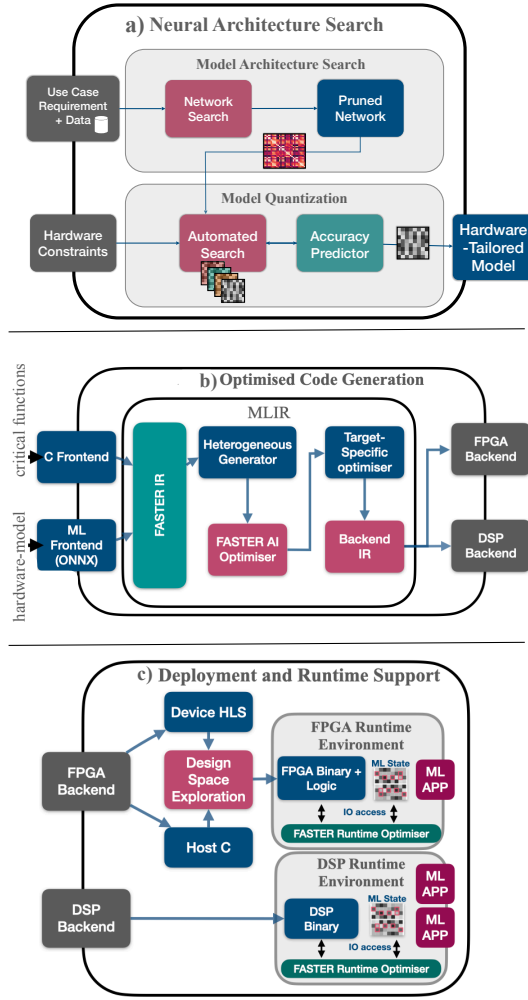 a) Neural Architecture Search
Model Architecture Search
Use Case
Requirement
+ Data
Network
Search
Pruned
Network
Model Quantization
Hardware
Constraints
Automated
Search
Accuracy
Predictor
Hardware
-Tailored
Model
b) Optimised Code Generation
MLIR
critical functions
hardware-model
C Frontend
ML
Frontend
(ONNX)
FASTER IR
Heterogeneous
Generator
Target-
Specific
optimiser
FASTER AI
Optimiser
Backend
IR
FPGA
Backend
DSP
Backend
c) Deployment and Runtime Support
FPGA
Backend
Device HLS
Design
Space
Exploration
Host C
FPGA Runtime
Environment
FPGA Binary +
Logic
ML State
ML
APP
IO access
FASTER Runtime Optimiser
DSP
Backend
DSP Runtime
Environment
DSP
Binary
ML State
ML
APP
ML
APP
IO access
FASTER Runtime Optimiser